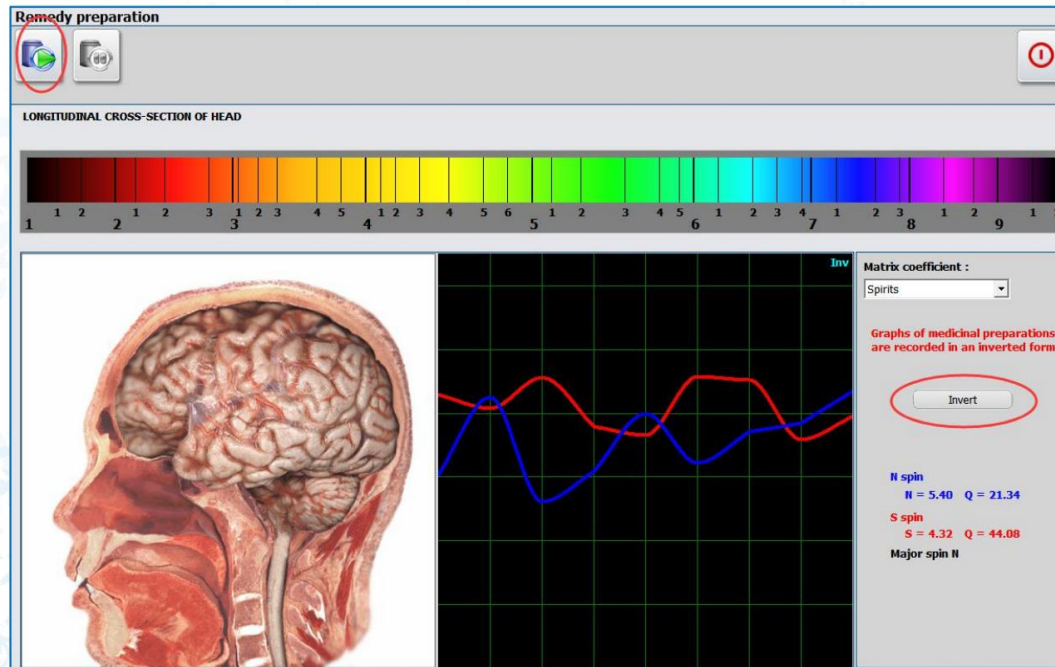 Remedy preparation
LONGITUDINAL CROSS-SECTION OF HEAD
1 2 1 2 3 1 2 3 4 5 1 2 3 4 5 6 1 2 3 4 5 1 2 3 4 1 2 3 1 2 1
1 2 3 4 5 6 7 8 9
Inv
Matrix coefficient :
Spirits
Graphs of medicinal preparations
are recorded in an inverted form
Invert
N spin
N = 5.40 Q = 21.34
S spin
S = 4.32 Q = 44.08
Major spin N